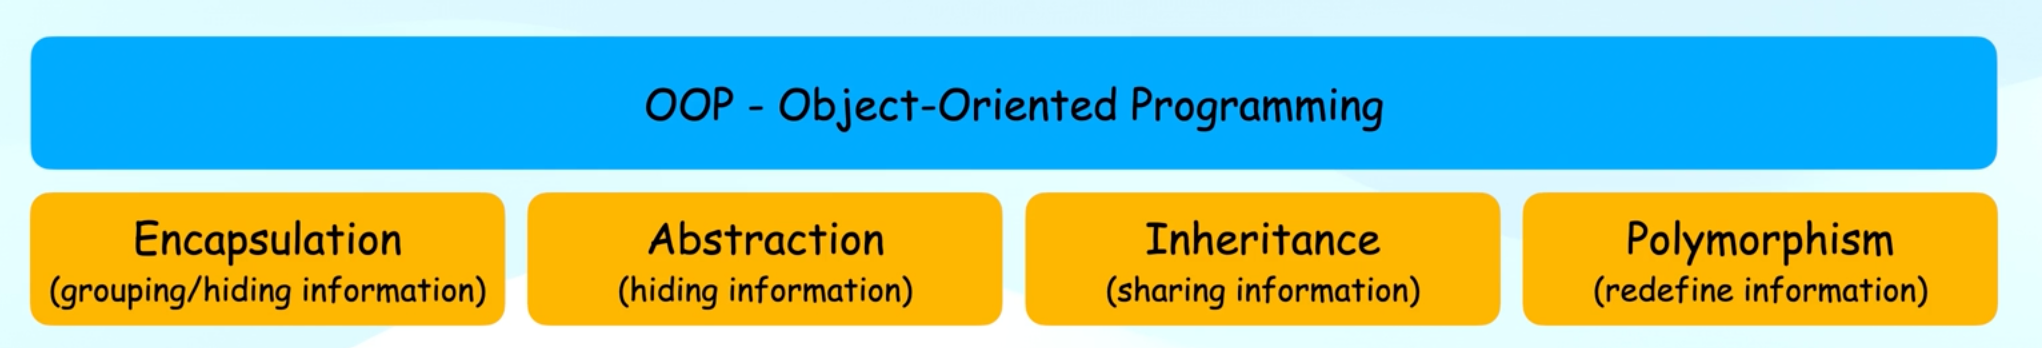 OOP - Object-Oriented Programming
Encapsulation
(grouping/hiding information)
Abstraction
(hiding information)
Inheritance
(sharing information)
Polymorphism
(redefine information)